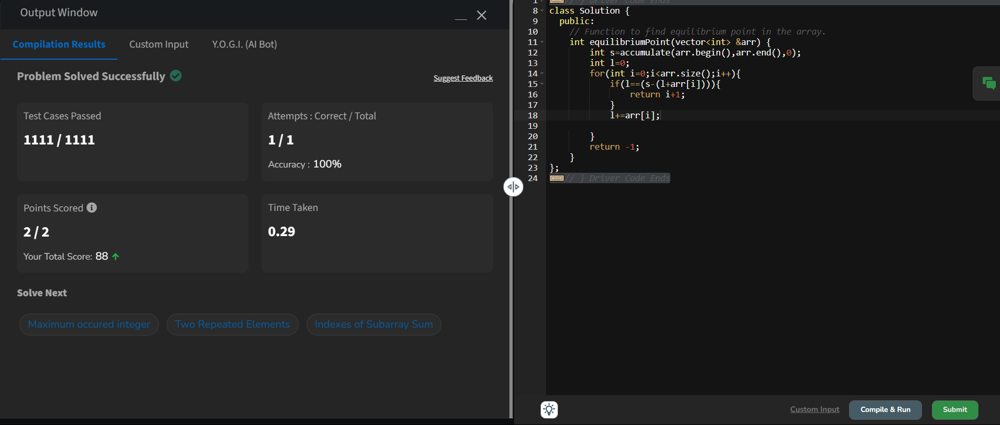 Output Window
Compilation Results Custom Input Y.O.G.I. (AI Bot)
Problem Solved Successfully
Suggest Feedback
Test Cases Passed
1111 / 1111
Attempts : Correct / Total
1 / 1
Accuracy : 100%
Points Scored
2 / 2
Your Total Score: 88
Time Taken
0.29
Solve Next
Maximum occured integer Two Repeated Elements Indexes of Subarray Sum
1 // } Driver Code Ends
8 class Solution {
9 public:
10 // Function to find equilibrium point in the array.
11 int equilibriumPoint(vector<int> &arr) {
12 int s=accumulate(arr.begin(),arr.end(),0);
13 int l=0;
14 for(int i=0;i<arr.size();i++){
15 if(l==(s-(l+arr[i]))){
16 return i+1;
17 }
18 l+=arr[i];
19
20 }
21 return -1;
22 }
23 };
24 // } Driver Code Ends
Custom Input Compile & Run Submit